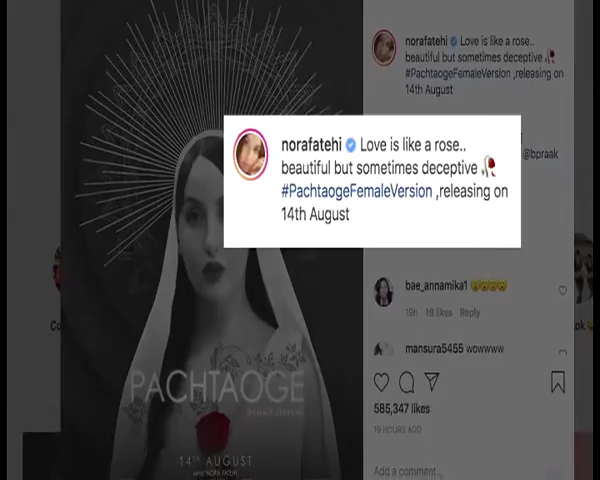 norafatehi Love is like a rose..
beautiful but sometimes deceptive 🥀
#PachtaogeFemaleVersion ,releasing on
14th August
norafatehi Love is like a rose..
beautiful but sometimes deceptive 🥀
#PachtaogeFemaleVersion ,releasing on
14th August
@bpraak
bae_annamika1
19h 18 likes Reply
mansura5455 wowwww
585,347 likes
19 HOURS AGO
Add a comment...
PACHTAOGE
(FEMALE VERSION)
14TH AUGUST